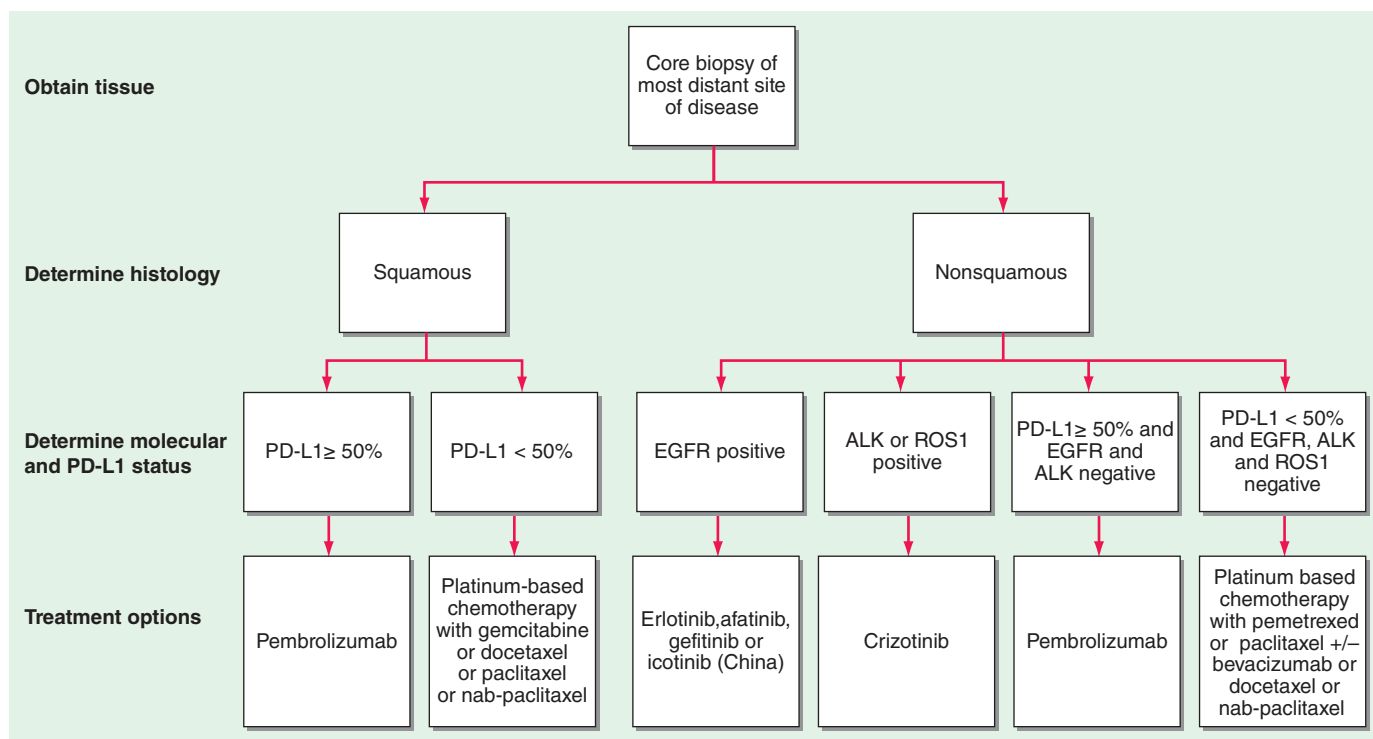 Obtain tissue
Core biopsy of
most distant site
of disease
Determine histology
Squamous
Nonsquamous
Determine molecular
and PD-L1 status
PD-L1≥ 50%
PD-L1 < 50%
EGFR positive
ALK or ROS1
positive
PD-L1≥ 50% and
EGFR and
ALK negative
PD-L1 < 50%
and EGFR, ALK
and ROS1
negative
Treatment options
Pembrolizumab
Platinum-based
chemotherapy
with gemcitabine
or docetaxel
or paclitaxel
or nab-paclitaxel
Erlotinib,afatinib,
gefitinib or
icotinib (China)
Crizotinib
Pembrolizumab
Platinum based
chemotherapy
with pemetrexed
or paclitaxel +/–
bevacizumab or
docetaxel or
nab-paclitaxel